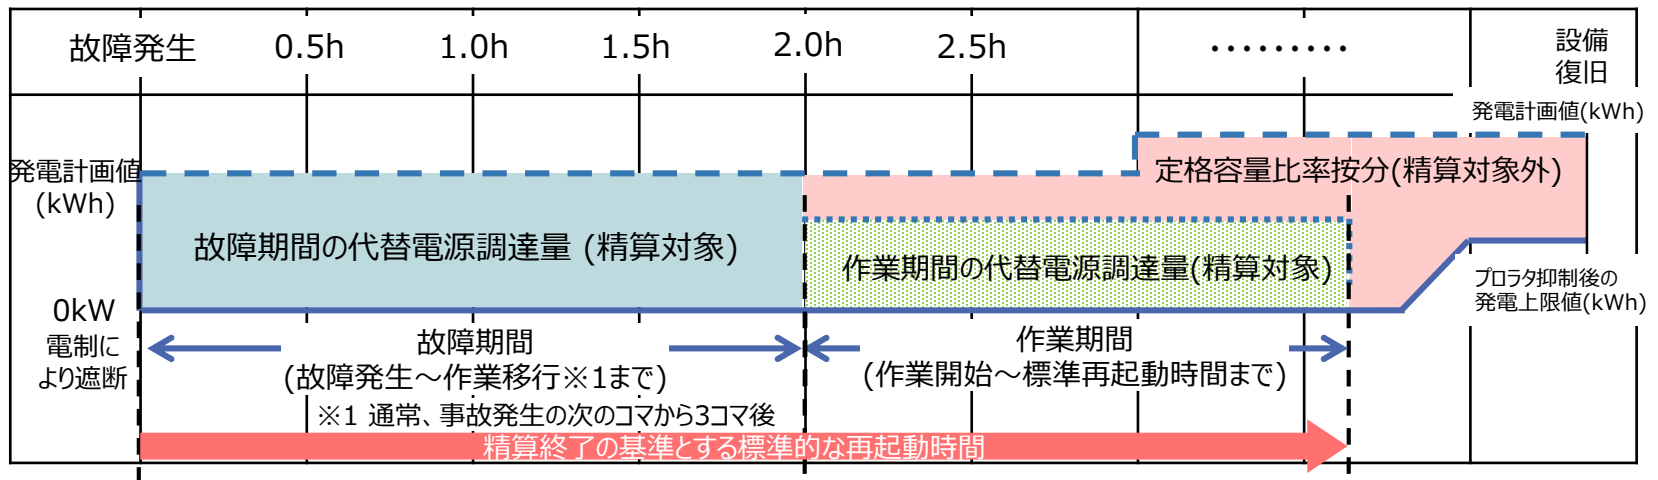 故障発生
0.5h
1.0h
1.5h
2.0h
2.5h
・・・・・・・・・
設備
復旧
発電計画値(kWh)
発電計画値
(kWh)
定格容量比率按分(精算対象外)
故障期間の代替電源調達量 (精算対象)
作業期間の代替電源調達量(精算対象)
プロラタ抑制後の
発電上限値(kWh)
0kW
電制に
より遮断
故障期間
(故障発生～作業移行※1まで)
作業期間
(作業開始～標準再起動時間まで)
※1 通常、事故発生の次のコマから3コマ後
精算終了の基準とする標準的な再起動時間